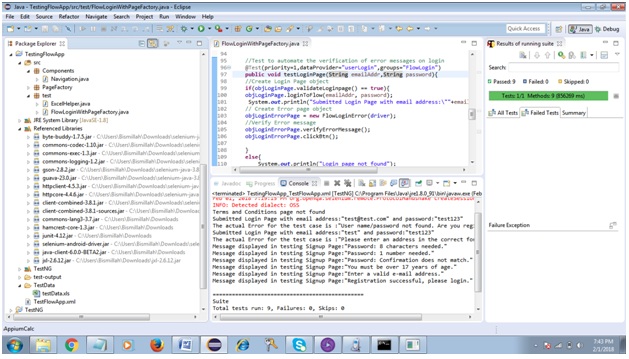 Java - TestingFlowApp/src/test/FlowLoginWithPageFactory.java - Eclipse
File Edit Source Refactor Navigate Search Project Run Window Help
Quick Access
Java
Debug
Package Explorer
TestingFlowApp
src
Components
Navigation.java
PageFactory
test
ExcelHelper.java
FlowLoginWithPageFactory.java
JRE System Library [JavaSE-1.8]
Referenced Libraries
byte-buddy-1.7.5.jar - C:\Users\Bismillah\Downloads\selenium-
commons-codec-1.10.jar - C:\Users\Bismillah\Downloads\selenium-
commons-exec-1.3.jar - C:\Users\Bismillah\Downloads\selenium-
commons-logging-1.2.jar - C:\Users\Bismillah\Downloads\selenium-
gson-2.8.2.jar - C:\Users\Bismillah\Downloads\selenium-java-3.8
guava-23.0.jar - C:\Users\Bismillah\Downloads\selenium-java-3.
httpclient-4.5.3.jar - C:\Users\Bismillah\Downloads\selenium-
httpcore-4.4.6.jar - C:\Users\Bismillah\Downloads\selenium-
client-combined-3.8.1.jar - C:\Users\Bismillah\Downloads
client-combined-3.8.1-sources.jar - C:\Users\Bismillah
commons-lang3-3.7.jar - C:\Users\Bismillah\Downloads
hamcrest-core-1.3.jar - C:\Users\Bismillah\Downloads
junit-4.12.jar - C:\Users\Bismillah\Downloads\selenium-
selenium-android-driver.jar - C:\Users\Bismillah\Downloads
java-client-6.0.0-BETA2.jar - C:\Users\Bismillah\Downloads
jxl-2.6.12.jar - C:\Users\Bismillah\Downloads
TestNG
test-output
TestData
testData.xls
TestFlowApp.xml
TestNG
FlowLoginWithPageFactory.java
94
95 //Test to automate the verification of error messages on login
96 @Test(priority=1,dataProvider="userLogin",groups="FlowLogin")
97 public void testLoginPage(String emailAddr,String password){
98 //Create Login Page object
99 if(objLoginPage.validateLoginpage() == true){
100 objLoginPage.loginToFlow(emailAddr, password);
101 System.out.println("Submitted Login Page with email address:\""+emai
102 // Create Error page object
103 objLoginErrorPage = new FlowLoginError(driver);
104 //Verify Error message
105 objLoginErrorPage.verifyErrorMessage();
106 objLoginErrorPage.clickBtn();
107
108 }
109 else{
110 System.out.println("Login page not found");
Javadoc Progress Console
<terminated> TestingFlowApp_TestFlowApp.xml [TestNG] C:\Program Files\Java\jre1.8.0_91\bin\javaw.exe (Feb
INFO: Detected dialect: OSS
Terms and Conditions page not found
Submitted Login Page with email address:"test@test.com" and password:"test123"
The actual Error for the test case is :"User name/password not found. Are you regi
Submitted Login Page with email address:"test" and password:"test123"
The actual Error for the test case is :"Please enter an address in the correct for
Message displayed in testing Signup Page:"Password: 8 characters needed."
Message displayed in testing Signup Page:"Password: 1 number needed."
Message displayed in testing Signup Page:"Password: Confirmation does not match."
Message displayed in testing Signup Page:"You must be over 17 years of age."
Message displayed in testing Signup Page:"Enter a valid e-mail address."
Message displayed in testing Signup Page:"Registration successful, please login."
===============================================
Suite
Total tests run: 9, Failures: 0, Skips: 0
Results of running suite
Search:
Passed: 9 Failed: 0 Skipped: 0
Tests: 1/1 Methods: 9 (856269 ms)
All Tests Failed Tests Summary
Failure Exception
AppiumCalc
7:43 PM
2/1/2018